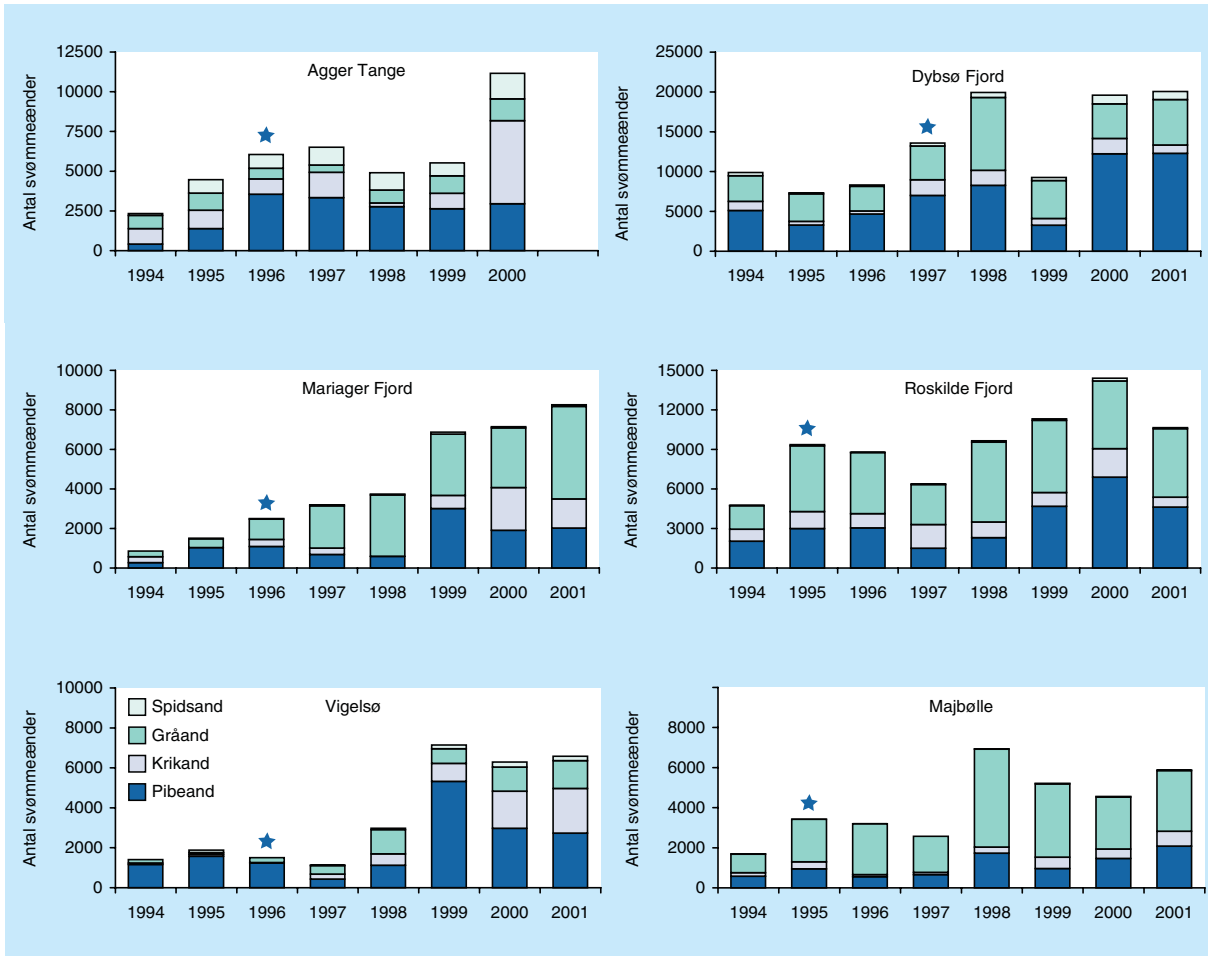 Agger Tange
Antal svømmeænder
12500
10000
7500
5000
2500
0
1994 1995 1996 1997 1998 1999 2000
Dybsø Fjord
Antal svømmeænder
25000
20000
15000
10000
5000
0
1994 1995 1996 1997 1998 1999 2000 2001
Mariager Fjord
Antal svømmeænder
10000
8000
6000
4000
2000
0
1994 1995 1996 1997 1998 1999 2000 2001
Roskilde Fjord
Antal svømmeænder
15000
12000
9000
6000
3000
0
1994 1995 1996 1997 1998 1999 2000 2001
Vigelsø
Antal svømmeænder
10000
8000
6000
4000
2000
0
Spidsand
Gråand
Krikand
Pibeand
1994 1995 1996 1997 1998 1999 2000 2001
Majbølle
Antal svømmeænder
8000
6000
4000
2000
0
1994 1995 1996 1997 1998 1999 2000 2001